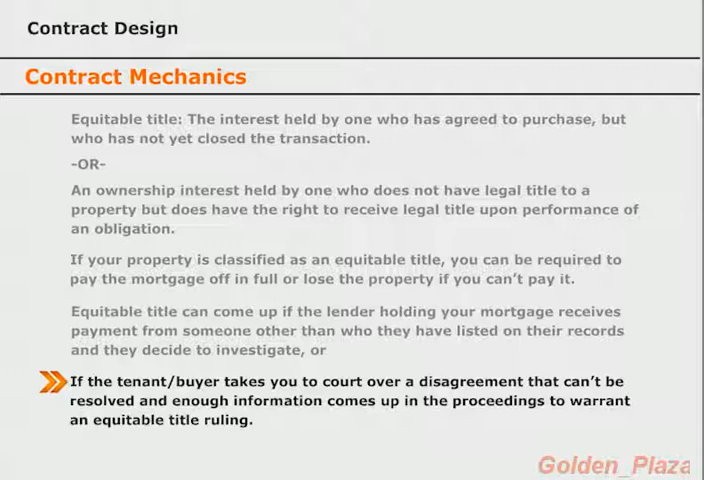 Contract Design
Contract Mechanics
Equitable title: The interest held by one who has agreed to purchase, but
who has not yet closed the transaction.
-OR-
An ownership interest held by one who does not have legal title to a
property but does have the right to receive legal title upon performance of
an obligation.
If your property is classified as an equitable title, you can be required to
pay the mortgage off in full or lose the property if you can't pay it.
Equitable title can come up if the lender holding your mortgage receives
payment from someone other than who they have listed on their records
and they decide to investigate, or
If the tenant/buyer takes you to court over a disagreement that can't be
resolved and enough information comes up in the proceedings to warrant
an equitable title ruling.
Golden_Plaza